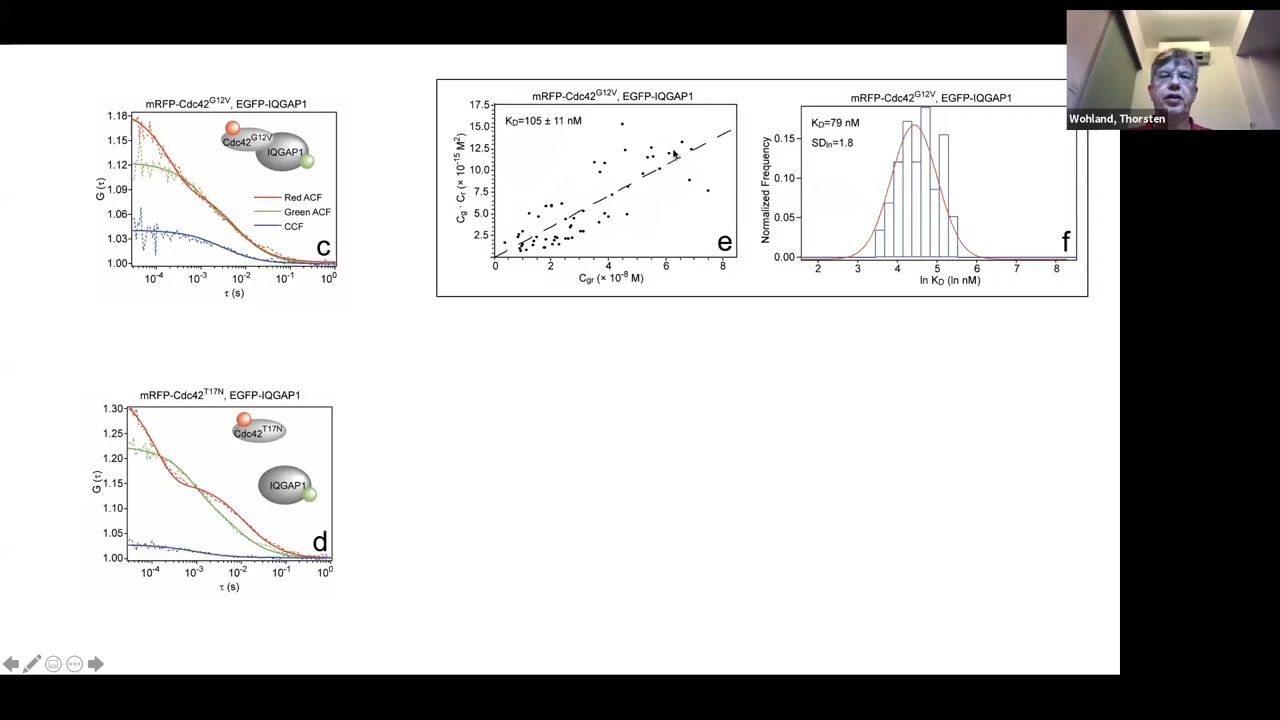 mRFP-Cdc42G12V, EGFP-IQGAP1
1.18
1.15
1.12
1.09
1.06
1.03
1.00
G (τ)
Cdc42G12V
IQGAP1
Red ACF
Green ACF
CCF
c
10-4
10-3
10-2
10-1
100
τ (s)
mRFP-Cdc42G12V, EGFP-IQGAP1
17.5
15.0
12.5
10.0
7.5
5.0
2.5
Cg · Cr (× 10-15 M2)
KD=105 ± 11 nM
e
0
2
4
6
8
Cgr (× 10-8 M)
mRFP-Cdc42G12V, EGFP-IQGAP1
0.15
0.10
0.05
0.00
Normalized Frequency
KD=79 nM
SDln=1.8
f
2
3
4
5
6
7
8
ln KD (ln nM)
Wohland, Thorsten
mRFP-Cdc42T17N, EGFP-IQGAP1
1.30
1.25
1.20
1.15
1.10
1.05
1.00
G (τ)
Cdc42T17N
IQGAP1
d
10-4
10-3
10-2
10-1
100
τ (s)